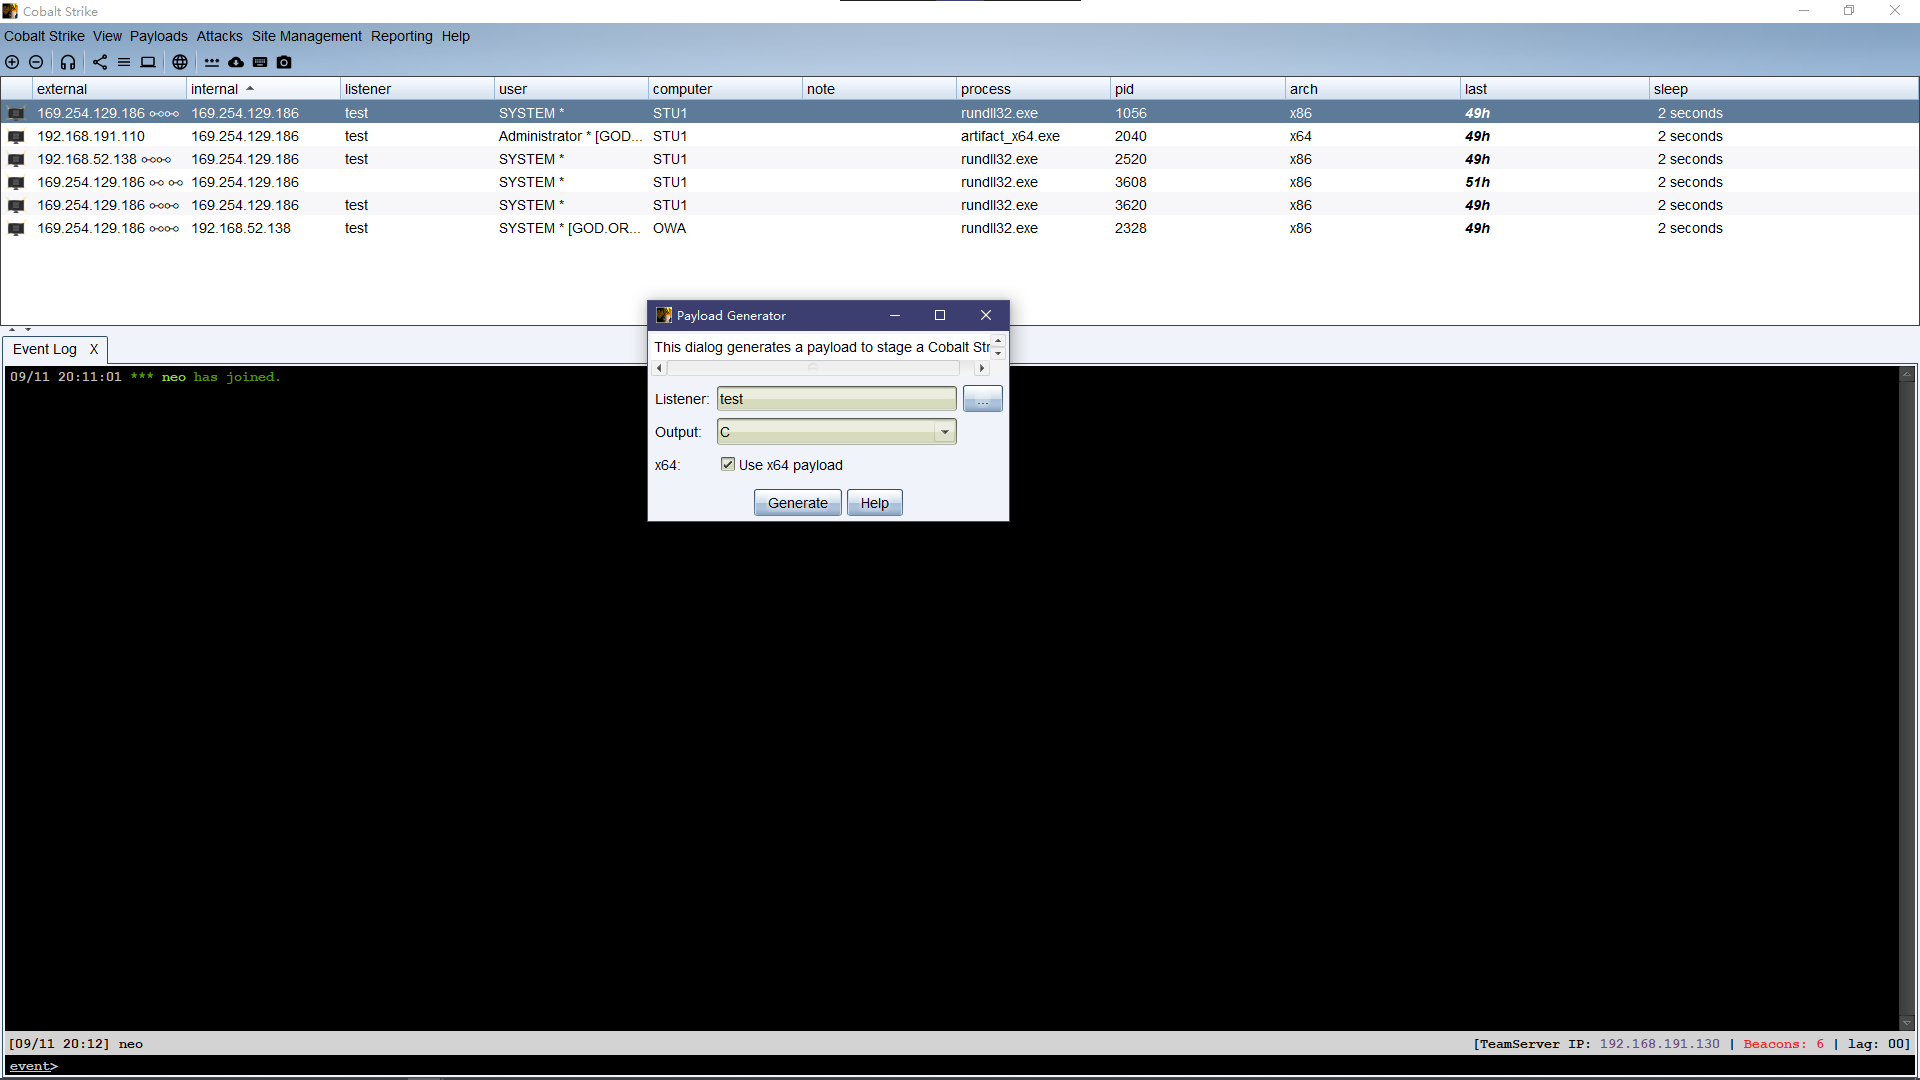 Cobalt Strike
Cobalt Strike View Payloads Attacks Site Management Reporting Help
external internal listener user computer note process pid arch last sleep
169.254.129.186 169.254.129.186 test SYSTEM * STU1 rundll32.exe 1056 x86 49h 2 seconds
192.168.191.110 169.254.129.186 test Administrator * [GOD... STU1 artifact_x64.exe 2040 x64 49h 2 seconds
192.168.52.138 169.254.129.186 test SYSTEM * STU1 rundll32.exe 2520 x86 49h 2 seconds
169.254.129.186 169.254.129.186 SYSTEM * STU1 rundll32.exe 3608 x86 51h 2 seconds
169.254.129.186 169.254.129.186 test SYSTEM * STU1 rundll32.exe 3620 x86 49h 2 seconds
169.254.129.186 192.168.52.138 test SYSTEM * [GOD.OR... OWA rundll32.exe 2328 x86 49h 2 seconds
Payload Generator
This dialog generates a payload to stage a Cobalt Str
Listener: test ...
Output: C
x64: Use x64 payload
Generate Help
Event Log X
09/11 20:11:01 *** neo has joined.
[09/11 20:12] neo [TeamServer IP: 192.168.191.130 | Beacons: 6 | lag: 00]
event>